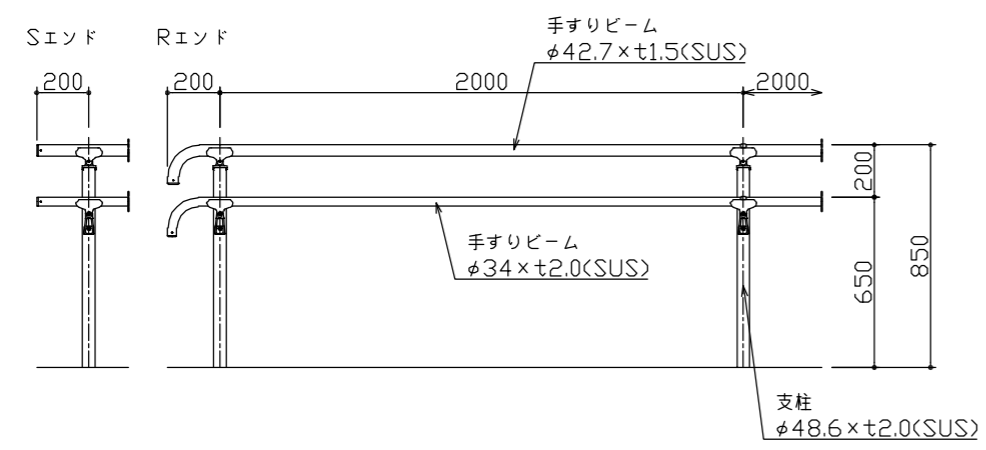 手すりビーム
φ42.7×t1.5(SUS)
Sエンド
Rエンド
200
200
2000
2000
200
650
850
手すりビーム
φ34×t2.0(SUS)
支柱
φ48.6×t2.0(SUS)